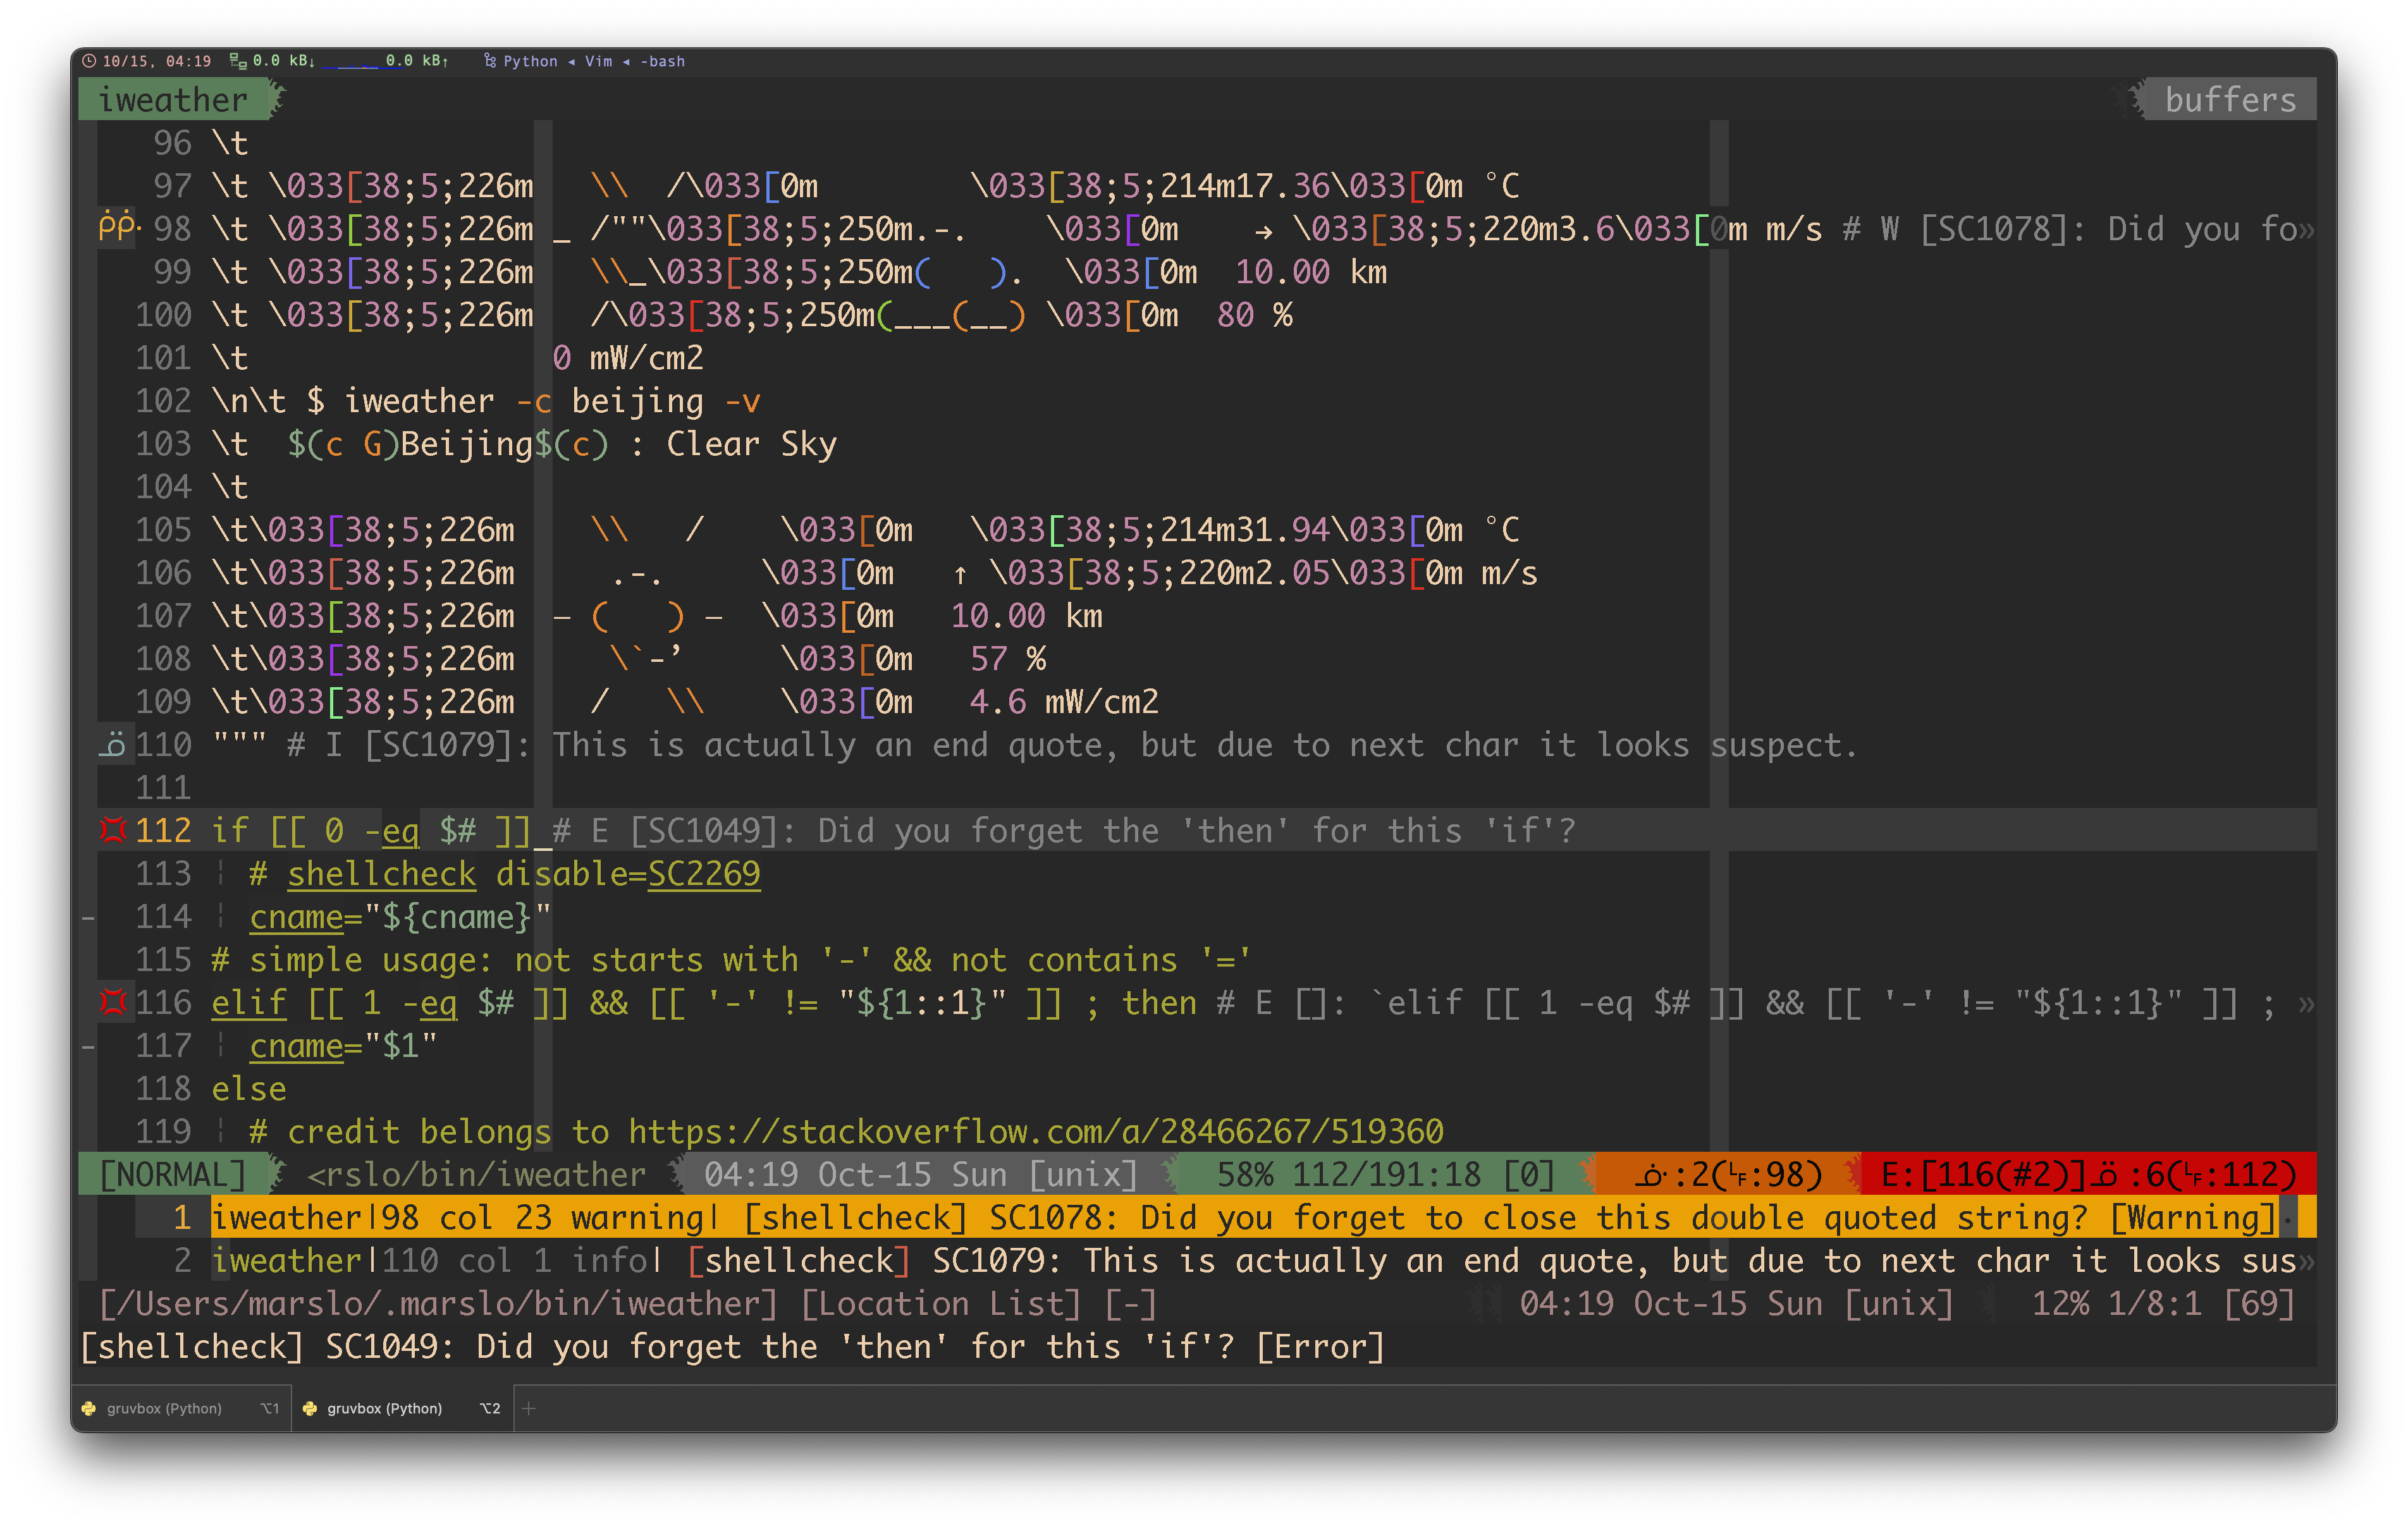 10/15, 04:19 0.0 kB↓ 0.0 kB↑ Python ◂ Vim ◂ -bash
iweather buffers
96 \t
97 \t \033[38;5;226m   \\  /\033[0m        \033[38;5;214m17.36\033[0m °C
98 \t \033[38;5;226m _ /""\033[38;5;250m.-.    \033[0m    → \033[38;5;220m3.6\033[0m m/s # W [SC1078]: Did you fo»
99 \t \033[38;5;226m   \\_\033[38;5;250m(   ).  \033[0m  10.00 km
100 \t \033[38;5;226m   /\033[38;5;250m(___(__) \033[0m  80 %
101 \t                0 mW/cm2
102 \n\t $ iweather -c beijing -v
103 \t  $(c G)Beijing$(c) : Clear Sky
104 \t
105 \t\033[38;5;226m    \\   /    \033[0m   \033[38;5;214m31.94\033[0m °C
106 \t\033[38;5;226m     .-.     \033[0m   ↑ \033[38;5;220m2.05\033[0m m/s
107 \t\033[38;5;226m  – (   ) –  \033[0m   10.00 km
108 \t\033[38;5;226m     \`-’     \033[0m   57 %
109 \t\033[38;5;226m    /   \\    \033[0m   4.6 mW/cm2
110 """ # I [SC1079]: This is actually an end quote, but due to next char it looks suspect.
111
112 if [[ 0 -eq $# ]] # E [SC1049]: Did you forget the 'then' for this 'if'?
113 ¦ # shellcheck disable=SC2269
- 114 ¦ cname="${cname}"
115 # simple usage: not starts with '-' && not contains '='
116 elif [[ 1 -eq $# ]] && [[ '-' != "${1::1}" ]] ; then # E []: `elif [[ 1 -eq $# ]] && [[ '-' != "${1::1}" ]] ; »
- 117 ¦ cname="$1"
118 else
119 ¦ # credit belongs to https://stackoverflow.com/a/28466267/519360
[NORMAL] <rslo/bin/iweather 04:19 Oct-15 Sun [unix] 58% 112/191:18 [0] :2(␊:98) E:[116(#2)] :6(␊:112)
1 iweather|98 col 23 warning| [shellcheck] SC1078: Did you forget to close this double quoted string? [Warning]
2 iweather|110 col 1 info| [shellcheck] SC1079: This is actually an end quote, but due to next char it looks sus»
[/Users/marslo/.marslo/bin/iweather] [Location List] [-] 04:19 Oct-15 Sun [unix] 12% 1/8:1 [69]
[shellcheck] SC1049: Did you forget the 'then' for this 'if'? [Error]
gruvbox (Python) ⌥1 gruvbox (Python) ⌥2 +